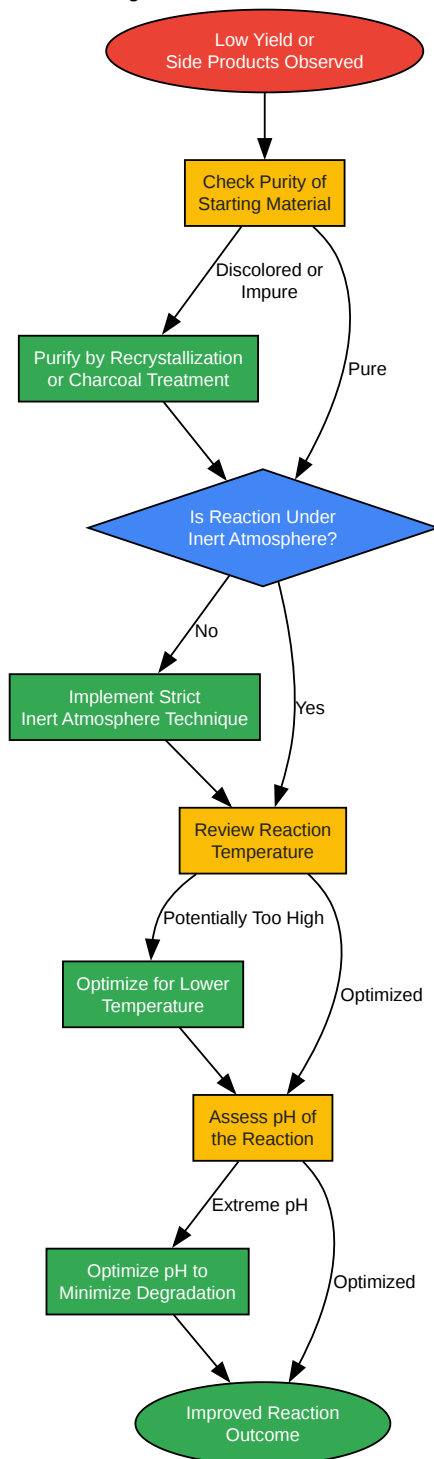 Low Yield or
Side Products Observed
Check Purity of
Starting Material
Discolored or
Impure
Purify by Recrystallization
or Charcoal Treatment
Pure
Is Reaction Under
Inert Atmosphere?
No
Implement Strict
Inert Atmosphere Technique
Yes
Review Reaction
Temperature
Potentially Too High
Optimize for Lower
Temperature
Optimized
Assess pH of
the Reaction
Extreme pH
Optimize pH to
Minimize Degradation
Optimized
Improved Reaction
Outcome